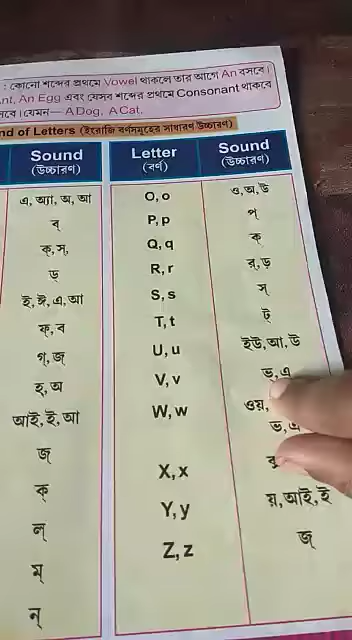 : কোনো শব্দের প্রথমে Vowel থাকলে তার আগে An বসবে।
nt, An Egg এবং যেসব শব্দের প্রথমে Consonant থাকবে
সবে। যেমন— A Dog, A Cat.
nd of Letters (ইংরেজি বর্ণসমূহের সাধারণ উচ্চারণ)
Sound Letter Sound
(উচ্চারণ) (বর্ণ) (উচ্চারণ)
এ, অ্যা, অ, আ O, o ও, অ, উ
ব্ P, p প্
ক্, স্, Q, q ক্
ড্ R, r র্, ড়্
ই, ঈ, এ, আ S, s স্
ফ্, ব T, t ট্
গ্, জ্ U, u ইউ, আ, উ
হ্, অ V, v ভ্, এ
আই, ই, আ W, w ওয়,
ভ,
জ্
ক্ X, x
ল্ Y, y য়, আই, ই
ম্ Z, z জ্
ন্